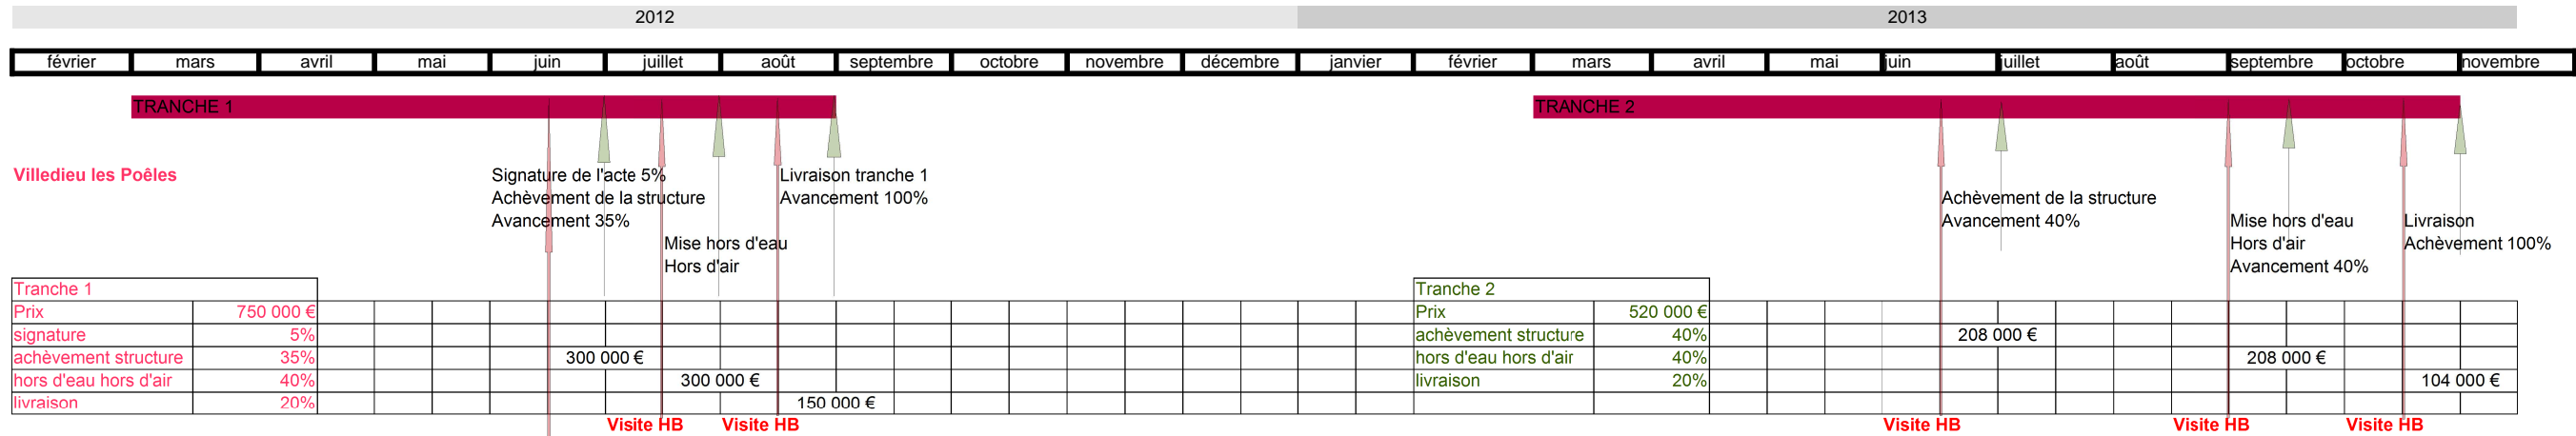 2012 2013
février mars avril mai juin juillet août septembre octobre novembre décembre janvier février mars avril mai juin juillet août septembre octobre novembre
TRANCHE 1 TRANCHE 2
Villedieu les Poêles
Signature de l'acte 5%
Achèvement de la structure
Avancement 35%
Mise hors d'eau
Hors d'air
Livraison tranche 1
Avancement 100%
Achèvement de la structure
Avancement 40%
Mise hors d'eau
Hors d'air
Avancement 40%
Livraison
Achèvement 100%
Tranche 1
Prix 750 000 €
signature 5%
achèvement structure 35% 300 000 €
hors d'eau hors d'air 40% 300 000 €
livraison 20% 150 000 €
Tranche 2
Prix 520 000 €
achèvement structure 40% 208 000 €
hors d'eau hors d'air 40% 208 000 €
livraison 20% 104 000 €
Visite HB Visite HB Visite HB Visite HB Visite HB